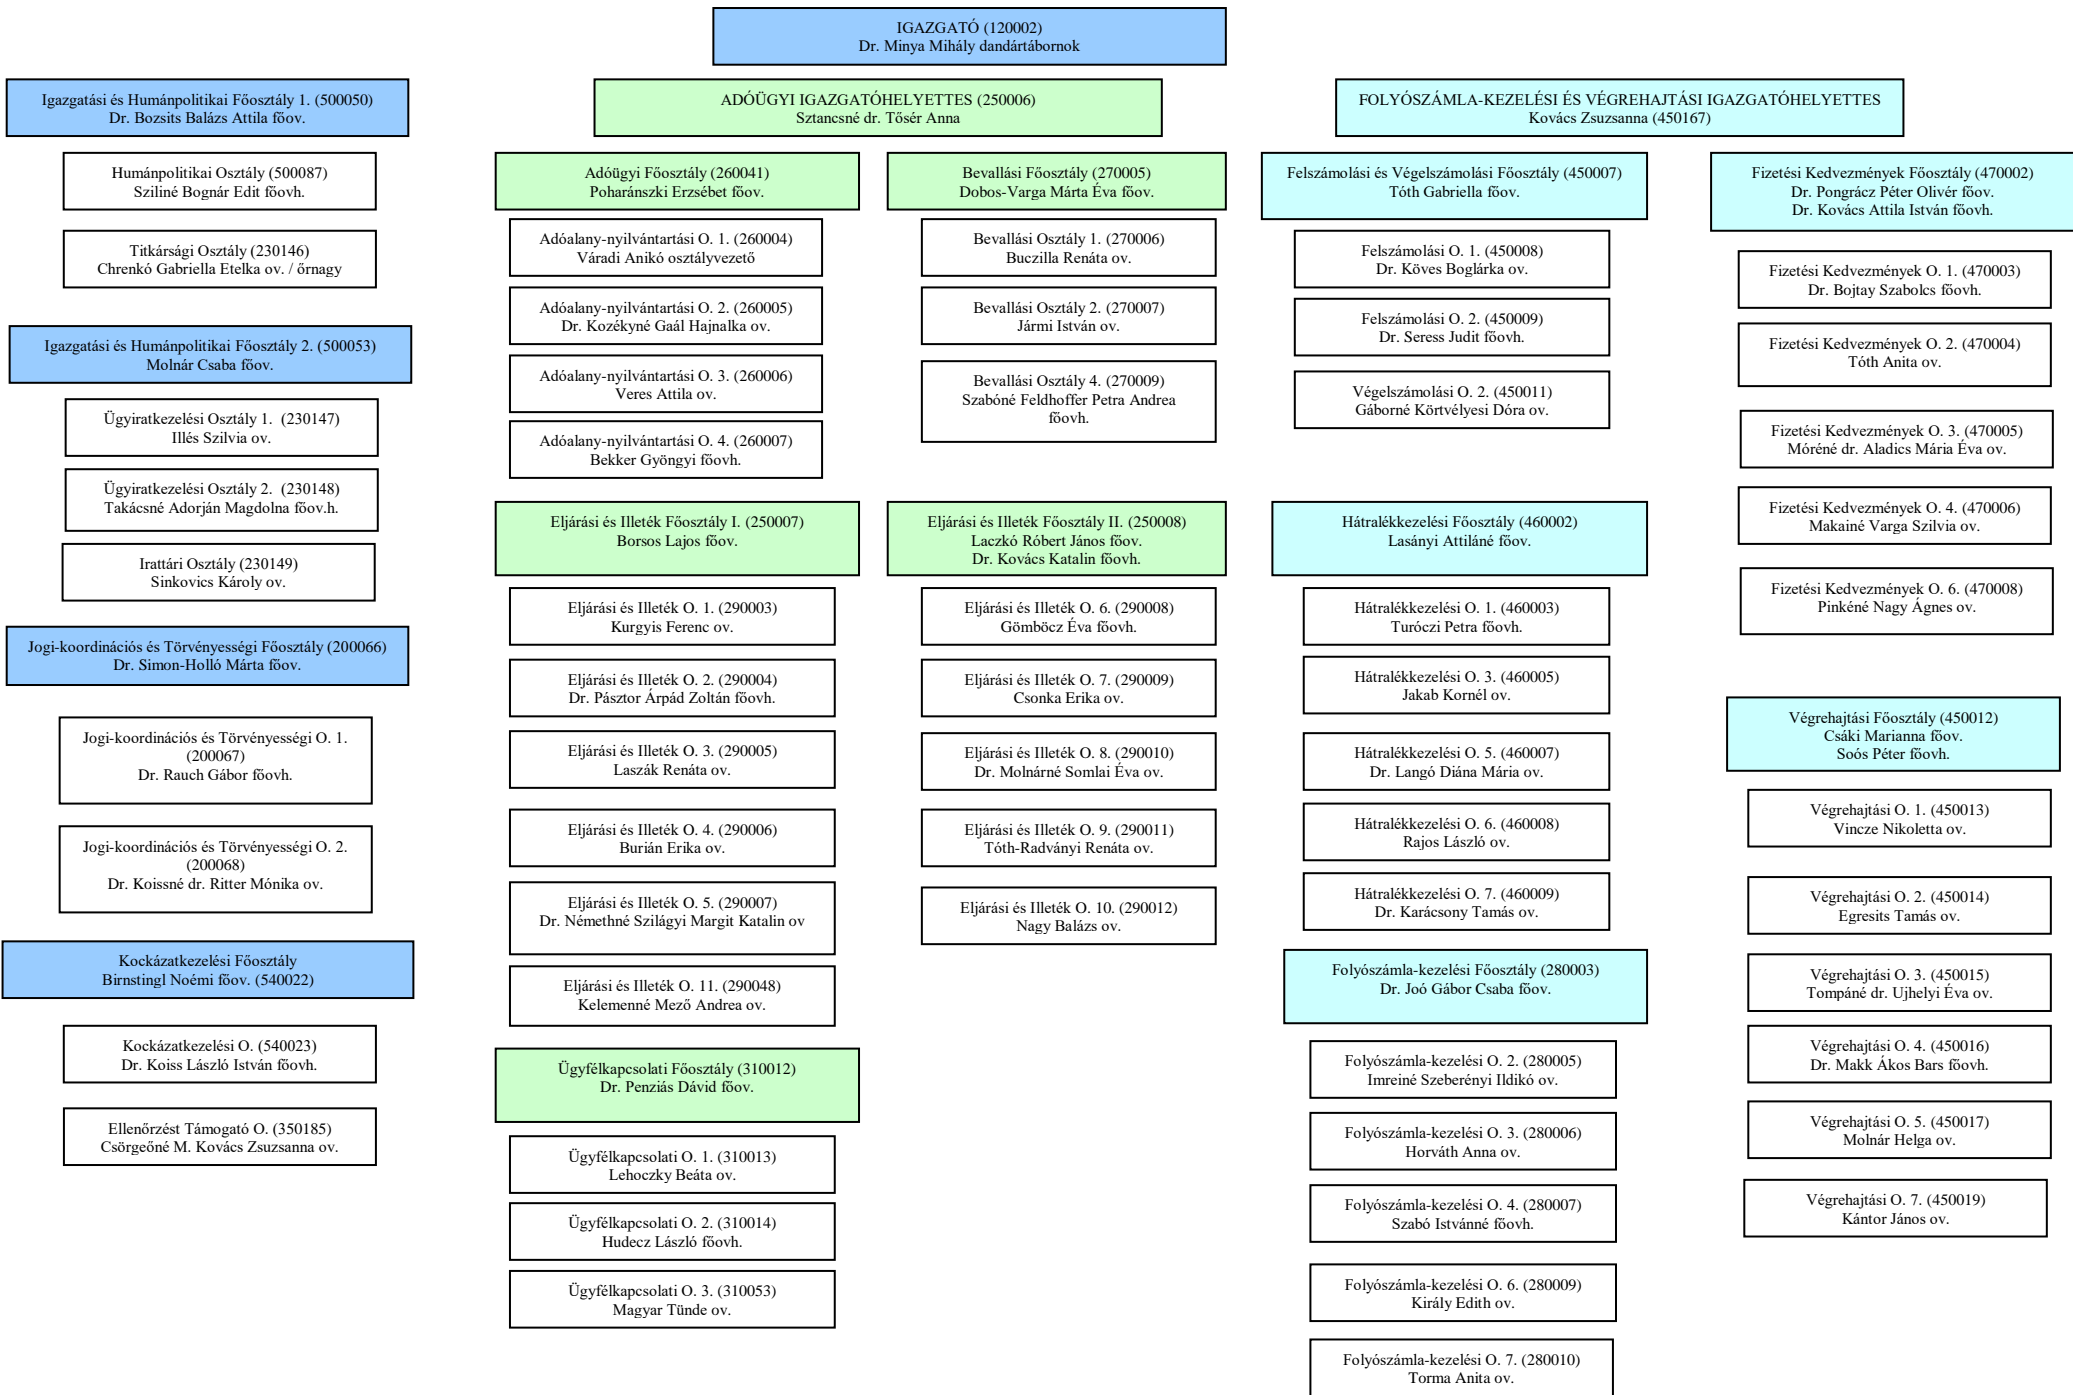 IGAZGATÓ (120002)
Dr. Minya Mihály dandártábornok
Igazgatási és Humánpolitikai Főosztály 1. (500050)
Dr. Bozsits Balázs Attila főov.
Humánpolitikai Osztály (500087)
Sziliné Bognár Edit főovh.
Titkársági Osztály (230146)
Chrenkó Gabriella Etelka ov. / őrnagy
Igazgatási és Humánpolitikai Főosztály 2. (500053)
Molnár Csaba főov.
Ügyiratkezelési Osztály 1. (230147)
Illés Szilvia ov.
Ügyiratkezelési Osztály 2. (230148)
Takácsné Adorján Magdolna főov.h.
Irattári Osztály (230149)
Sinkovics Károly ov.
Jogi-koordinációs és Törvényességi Főosztály (200066)
Dr. Simon-Holló Márta főov.
Jogi-koordinációs és Törvényességi O. 1.
(200067)
Dr. Rauch Gábor főovh.
Jogi-koordinációs és Törvényességi O. 2.
(200068)
Dr. Koissné dr. Ritter Mónika ov.
Kockázatkezelési Főosztály
Birnstingl Noémi főov. (540022)
Kockázatkezelési O. (540023)
Dr. Koiss László István főovh.
Ellenőrzést Támogató O. (350185)
Csörgeőné M. Kovács Zsuzsanna ov.
ADÓÜGYI IGAZGATÓHELYETTES (250006)
Sztancsné dr. Tősér Anna
Adóügyi Főosztály (260041)
Poharánszki Erzsébet főov.
Adóalany-nyilvántartási O. 1. (260004)
Váradi Anikó osztályvezető
Adóalany-nyilvántartási O. 2. (260005)
Dr. Kozékyné Gaál Hajnalka ov.
Adóalany-nyilvántartási O. 3. (260006)
Veres Attila ov.
Adóalany-nyilvántartási O. 4. (260007)
Bekker Gyöngyi főovh.
Eljárási és Illeték Főosztály I. (250007)
Borsos Lajos főov.
Eljárási és Illeték O. 1. (290003)
Kurgyis Ferenc ov.
Eljárási és Illeték O. 2. (290004)
Dr. Pásztor Árpád Zoltán főovh.
Eljárási és Illeték O. 3. (290005)
Laszák Renáta ov.
Eljárási és Illeték O. 4. (290006)
Burián Erika ov.
Eljárási és Illeték O. 5. (290007)
Dr. Némethné Szilágyi Margit Katalin ov
Eljárási és Illeték O. 11. (290048)
Kelemenné Mező Andrea ov.
Ügyfélkapcsolati Főosztály (310012)
Dr. Penziás Dávid főov.
Ügyfélkapcsolati O. 1. (310013)
Lehoczky Beáta ov.
Ügyfélkapcsolati O. 2. (310014)
Hudecz László főovh.
Ügyfélkapcsolati O. 3. (310053)
Magyar Tünde ov.
Bevallási Főosztály (270005)
Dobos-Varga Márta Éva főov.
Bevallási Osztály 1. (270006)
Buczilla Renáta ov.
Bevallási Osztály 2. (270007)
Jármi István ov.
Bevallási Osztály 4. (270009)
Szabóné Feldhoffer Petra Andrea
főovh.
Eljárási és Illeték Főosztály II. (250008)
Laczkó Róbert János főov.
Dr. Kovács Katalin főovh.
Eljárási és Illeték O. 6. (290008)
Gömböcz Éva főovh.
Eljárási és Illeték O. 7. (290009)
Csonka Erika ov.
Eljárási és Illeték O. 8. (290010)
Dr. Molnárné Somlai Éva ov.
Eljárási és Illeték O. 9. (290011)
Tóth-Radványi Renáta ov.
Eljárási és Illeték O. 10. (290012)
Nagy Balázs ov.
FOLYÓSZÁMLA-KEZELÉSI ÉS VÉGREHAJTÁSI IGAZGATÓHELYETTES
Kovács Zsuzsanna (450167)
Felszámolási és Végelszámolási Főosztály (450007)
Tóth Gabriella főov.
Felszámolási O. 1. (450008)
Dr. Köves Boglárka ov.
Felszámolási O. 2. (450009)
Dr. Seress Judit főovh.
Végelszámolási O. 2. (450011)
Gáborné Körtvélyesi Dóra ov.
Hátralékkezelési Főosztály (460002)
Lasányi Attiláné főov.
Hátralékkezelési O. 1. (460003)
Turóczi Petra főovh.
Hátralékkezelési O. 3. (460005)
Jakab Kornél ov.
Hátralékkezelési O. 5. (460007)
Dr. Langó Diána Mária ov.
Hátralékkezelési O. 6. (460008)
Rajos László ov.
Hátralékkezelési O. 7. (460009)
Dr. Karácsony Tamás ov.
Folyószámla-kezelési Főosztály (280003)
Dr. Joó Gábor Csaba főov.
Folyószámla-kezelési O. 2. (280005)
Imreiné Szeberényi Ildikó ov.
Folyószámla-kezelési O. 3. (280006)
Horváth Anna ov.
Folyószámla-kezelési O. 4. (280007)
Szabó Istvánné főovh.
Folyószámla-kezelési O. 6. (280009)
Király Edith ov.
Folyószámla-kezelési O. 7. (280010)
Torma Anita ov.
Fizetési Kedvezmények Főosztály (470002)
Dr. Pongrácz Péter Olivér főov.
Dr. Kovács Attila István főovh.
Fizetési Kedvezmények O. 1. (470003)
Dr. Bojtay Szabolcs főovh.
Fizetési Kedvezmények O. 2. (470004)
Tóth Anita ov.
Fizetési Kedvezmények O. 3. (470005)
Móréné dr. Aladics Mária Éva ov.
Fizetési Kedvezmények O. 4. (470006)
Makainé Varga Szilvia ov.
Fizetési Kedvezmények O. 6. (470008)
Pinkéné Nagy Ágnes ov.
Végrehajtási Főosztály (450012)
Csáki Marianna főov.
Soós Péter főovh.
Végrehajtási O. 1. (450013)
Vincze Nikoletta ov.
Végrehajtási O. 2. (450014)
Egresits Tamás ov.
Végrehajtási O. 3. (450015)
Tompáné dr. Ujhelyi Éva ov.
Végrehajtási O. 4. (450016)
Dr. Makk Ákos Bars főovh.
Végrehajtási O. 5. (450017)
Molnár Helga ov.
Végrehajtási O. 7. (450019)
Kántor János ov.